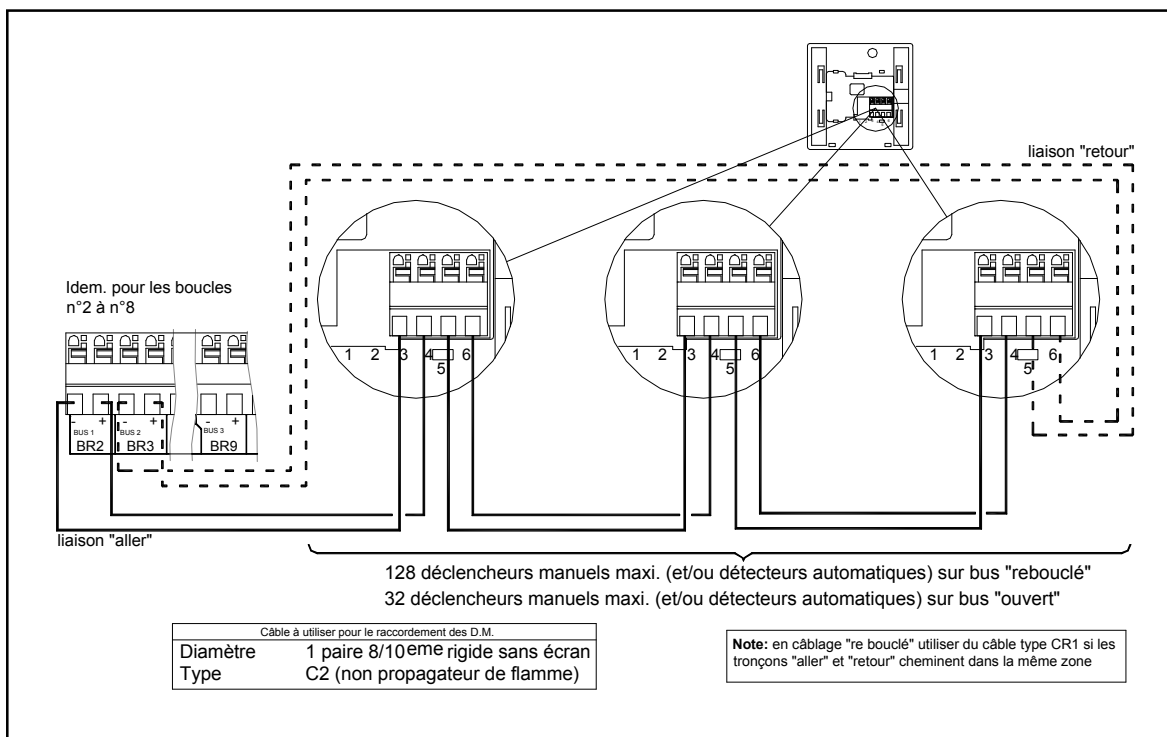 liaison "retour"
Idem. pour les boucles
n°2 à n°8
1 2 3 4 6
5
1 2 3 4 6
5
1 2 3 4 6
5
- + - + - +
BUS 1 BUS 2 BUS 3
BR2 BR3 BR9
liaison "aller"
128 déclencheurs manuels maxi. (et/ou détecteurs automatiques) sur bus "rebouclé"
32 déclencheurs manuels maxi. (et/ou détecteurs automatiques) sur bus "ouvert"
Câble à utiliser pour le raccordement des D.M.
Diamètre 1 paire 8/10eme rigide sans écran
Type C2 (non propagateur de flamme)
Note: en câblage "re bouclé" utiliser du câble type CR1 si les
tronçons "aller" et "retour" cheminent dans la même zone